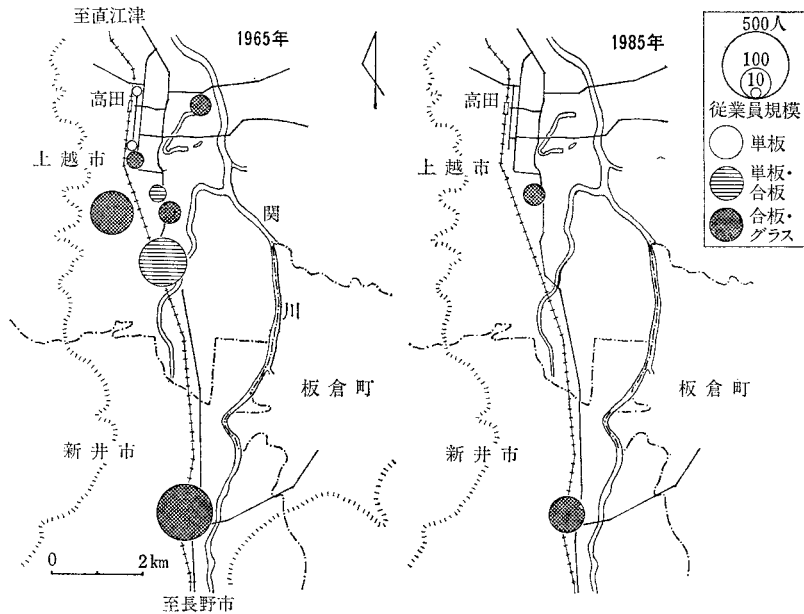 至直江津
1965年
高田
上越市
関
川
板倉町
新井市
0 2km
至長野市
1985年
高田
上越市
板倉町
新井市
500人
100
10
従業員規模
単板
単板・
合板
合板・
グラス